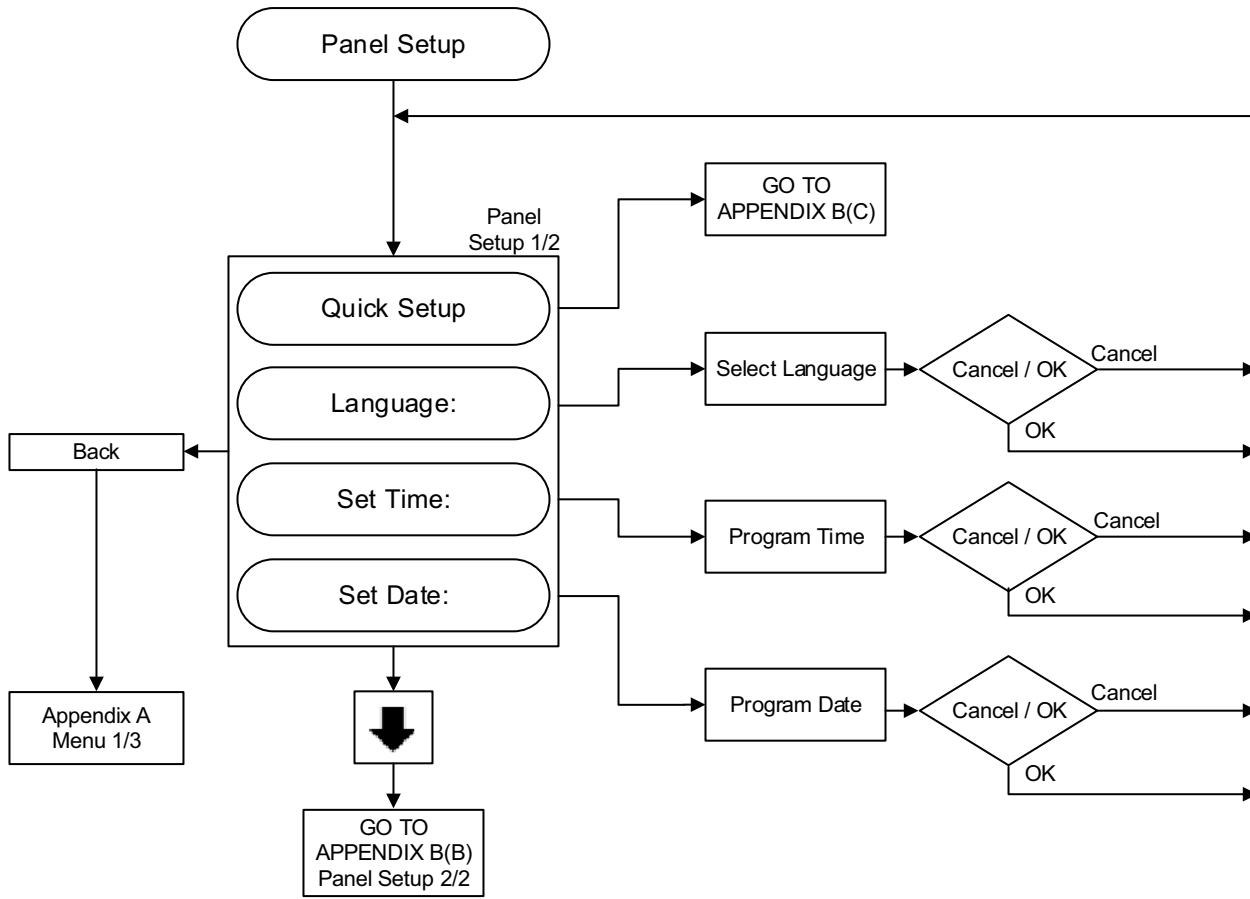 Panel Setup
Panel
Setup 1/2
GO TO
APPENDIX B(C)
Quick Setup
Language:
Select Language
Cancel / OK
Cancel
OK
Back
Set Time:
Program Time
Cancel / OK
Cancel
OK
Set Date:
Program Date
Cancel / OK
Cancel
OK
Appendix A
Menu 1/3
GO TO
APPENDIX B(B)
Panel Setup 2/2